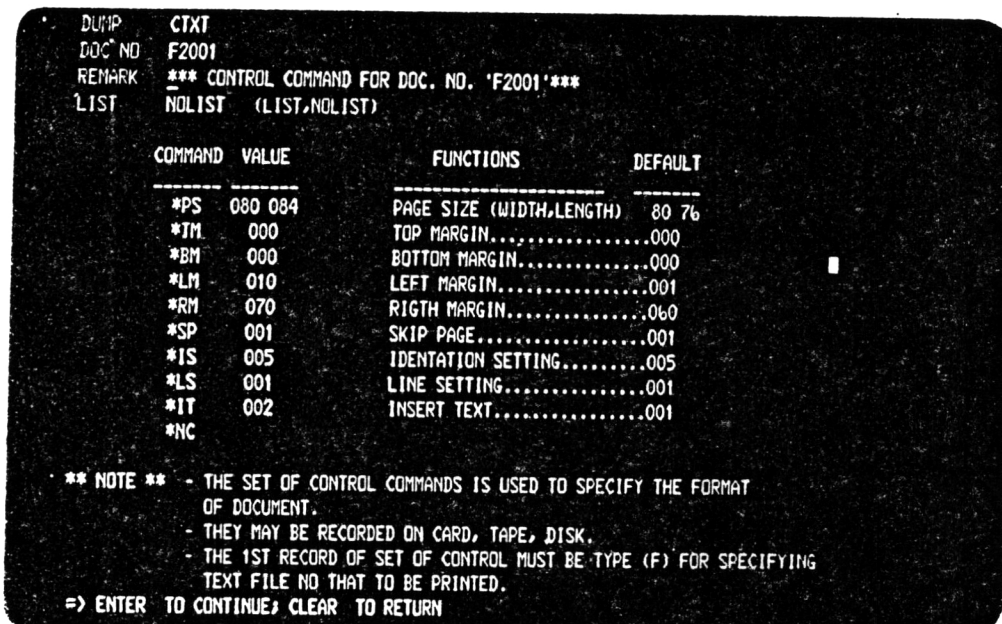 DUMP CTXT
DOC NO F2001
REMARK *** CONTROL COMMAND FOR DOC. NO. 'F2001'***
LIST NOLIST (LIST,NOLIST)
COMMAND VALUE FUNCTIONS DEFAULT
------- ------- ---------------------- -------
*PS 080 084 PAGE SIZE (WIDTH,LENGTH) 80 76
*TM 000 TOP MARGIN.................000
*BM 000 BOTTOM MARGIN..............000
*LM 010 LEFT MARGIN................001
*RM 070 RIGTH MARGIN...............060
*SP 001 SKIP PAGE..................001
*IS 005 IDENTATION SETTING.........005
*LS 001 LINE SETTING...............001
*IT 002 INSERT TEXT................001
*NC
** NOTE ** - THE SET OF CONTROL COMMANDS IS USED TO SPECIFY THE FORMAT
OF DOCUMENT.
- THEY MAY BE RECORDED ON CARD, TAPE, DISK.
- THE 1ST RECORD OF SET OF CONTROL MUST BE TYPE (F) FOR SPECIFYING
TEXT FILE NO THAT TO BE PRINTED.
=> ENTER TO CONTINUE; CLEAR TO RETURN